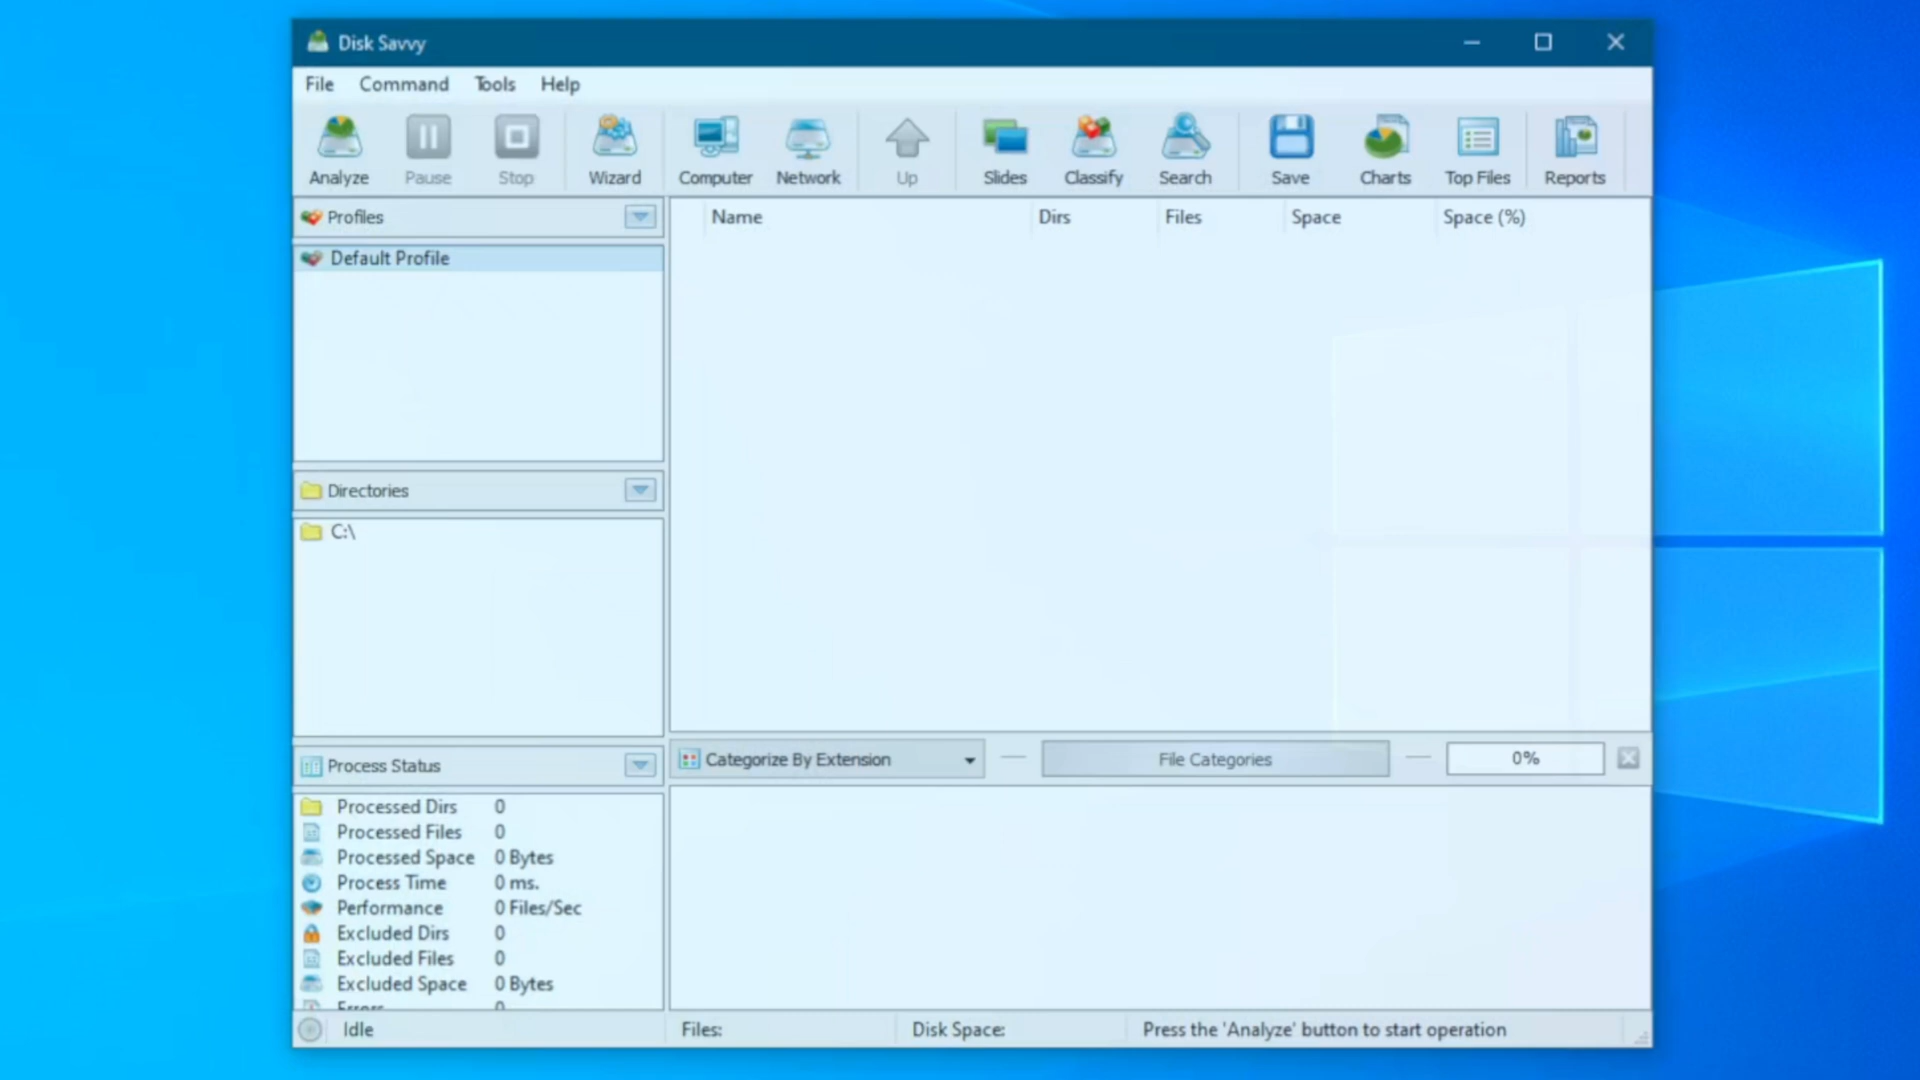 Disk Savvy
File Command Tools Help
Analyze Pause Stop Wizard Computer Network Up Slides Classify Search Save Charts Top Files Reports
Profiles
Name Dirs Files Space Space (%)
Default Profile
Directories
C:\
Process Status
Categorize By Extension
File Categories
0%
Processed Dirs 0
Processed Files 0
Processed Space 0 Bytes
Process Time 0 ms.
Performance 0 Files/Sec
Excluded Dirs 0
Excluded Files 0
Excluded Space 0 Bytes
Errors 0
Idle Files: Disk Space: Press the 'Analyze' button to start operation